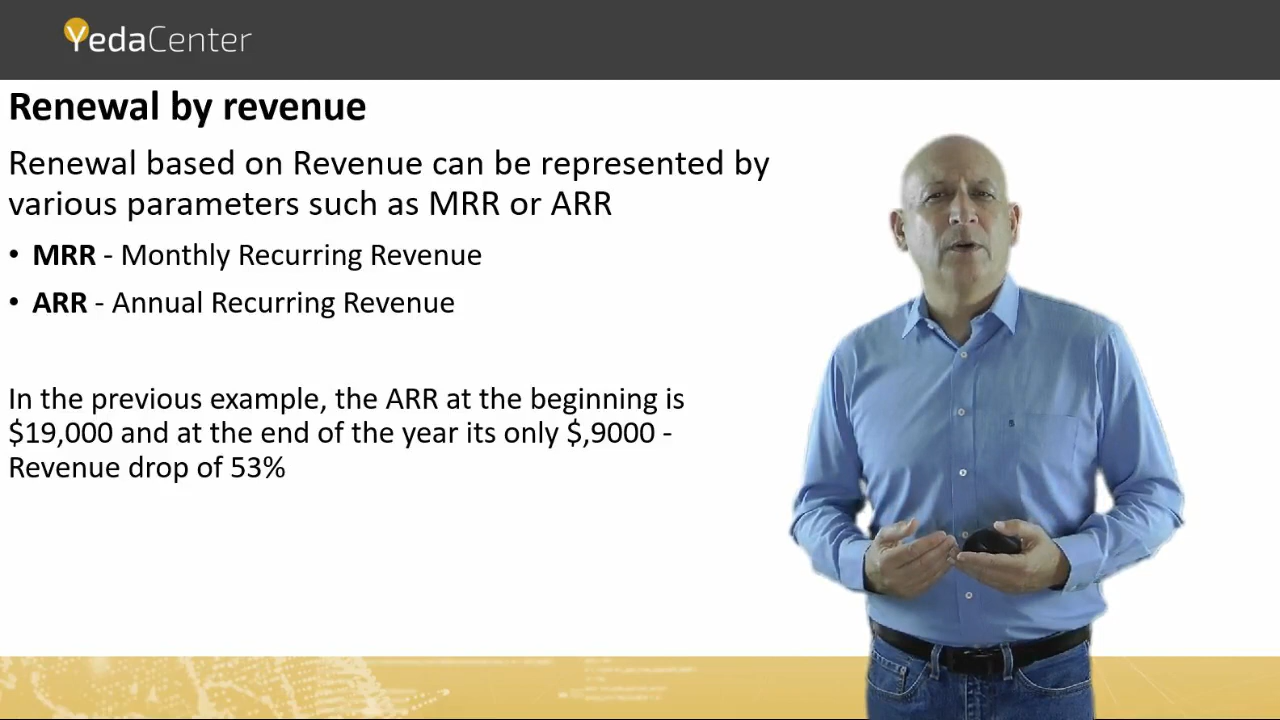 YedaCenter
Renewal by revenue
Renewal based on Revenue can be represented by
various parameters such as MRR or ARR
• MRR - Monthly Recurring Revenue
• ARR - Annual Recurring Revenue
In the previous example, the ARR at the beginning is
$19,000 and at the end of the year its only $,9000 -
Revenue drop of 53%